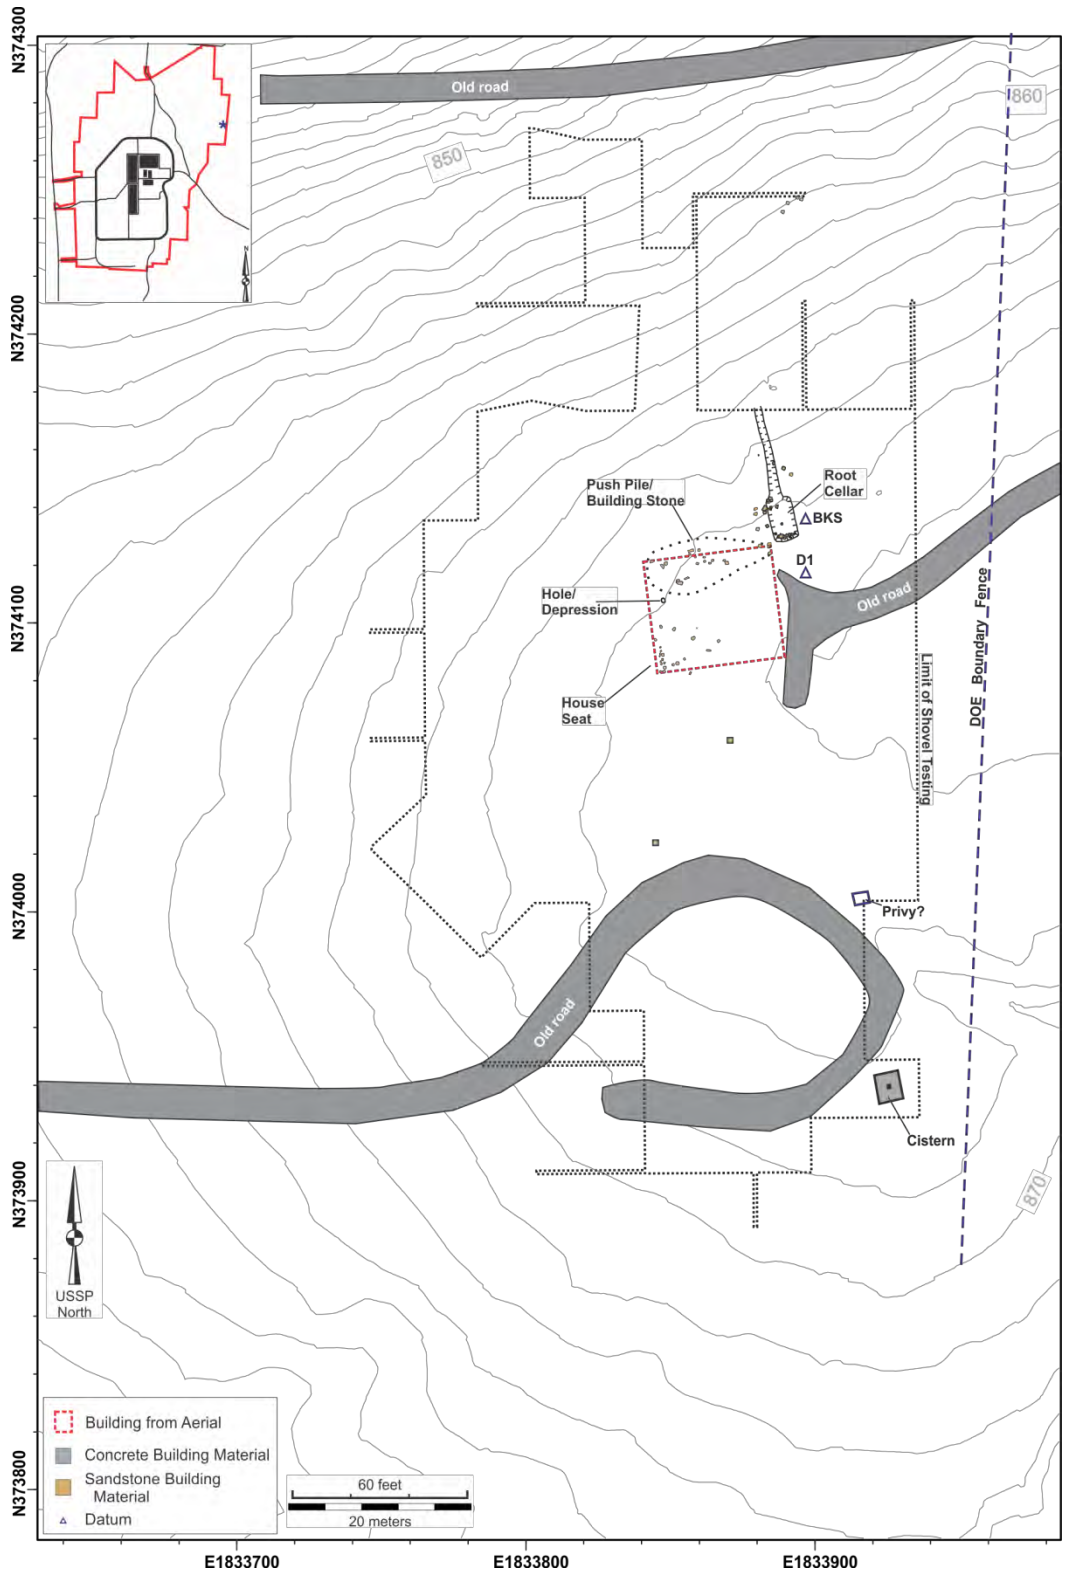 N374300
N374200
N374100
N374000
N373900
N373800
N
Old road
860
850
Root
Cellar
Push Pile/
Building Stone
BKS
D1
Hole/
Depression
Old road
House
Seat
Limit of Shovel Testing
DOE Boundary Fence
Privy?
Old road
Cistern
870
USSP
North
Building from Aerial
Concrete Building Material
Sandstone Building
Material
Datum
60 feet
20 meters
E1833700
E1833800
E1833900